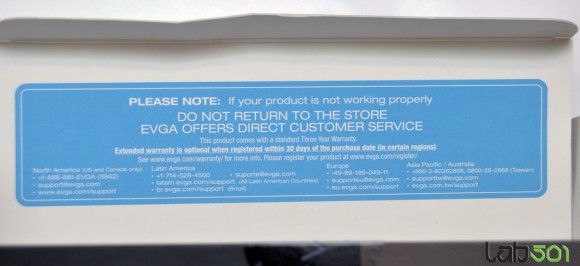 PLEASE NOTE: If your product is not working properly
DO NOT RETURN TO THE STORE
EVGA OFFERS DIRECT CUSTOMER SERVICE
This product comes with a standard Three Year Warranty.
Extended warranty is optional when registered within 30 days of the purchase date (in certain regions)
See www.evga.com/warranty/ for more info. Please register your product at www.evga.com/register/
North America (US and Canada only)
• +1-888-881-EVGA (3842)
• support@evga.com
• www.evga.com/support
Latin America
• +1-714-528-4500
• suporte@evga.com
• latam.evga.com/support (All Latin American Countries)
• br.evga.com/support (Brazil)
Europe
• +49-89-189-049-11
• supporteu@evga.com
• eu.evga.com/support
Asia Pacific / Australia
• +886-2-82262888, 0800-28-2868 (Taiwan)
• supporttw@evga.com
• evga.com.tw/support
lab501